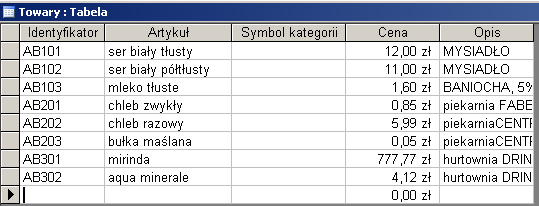 Towary : Tabela
Identyfikator Artykuł Symbol kategorii Cena Opis
AB101 ser biały tłusty 12,00 zł MYSIADŁO
AB102 ser biały półtłusty 11,00 zł MYSIADŁO
AB103 mleko tłuste 1,60 zł BANIOCHA, 5%
AB201 chleb zwykły 0,85 zł piekarnia FABE
AB202 chleb razowy 5,99 zł piekarniaCENTR
AB203 bułka maślana 0,05 zł piekarniaCENTR
AB301 mirinda 777,77 zł hurtownia DRIN
AB302 aqua minerale 4,12 zł hurtownia DRIN
0,00 zł